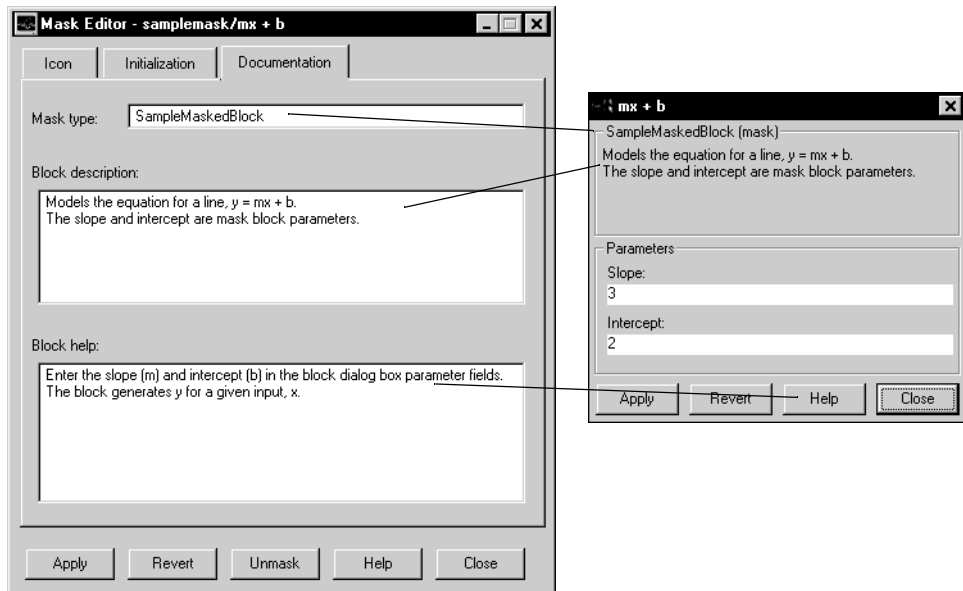 Mask Editor - samplemask/mx + b
Icon
Initialization
Documentation
Mask type:
SampleMaskedBlock
Block description:
Models the equation for a line, y = mx + b.
The slope and intercept are mask block parameters.
Block help:
Enter the slope (m) and intercept (b) in the block dialog box parameter fields.
The block generates y for a given input, x.
Apply
Revert
Unmask
Help
Close
mx + b
SampleMaskedBlock (mask)
Models the equation for a line, y = mx + b.
The slope and intercept are mask block parameters.
Parameters
Slope:
3
Intercept:
2
Apply
Revert
Help
Close